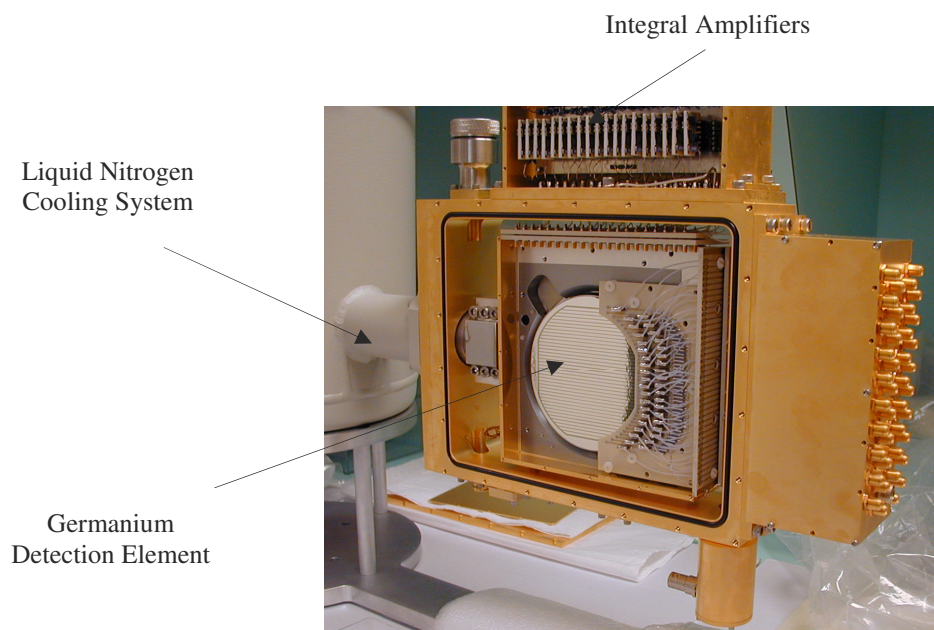 Integral Amplifiers
Liquid Nitrogen
Cooling System
Germanium
Detection Element